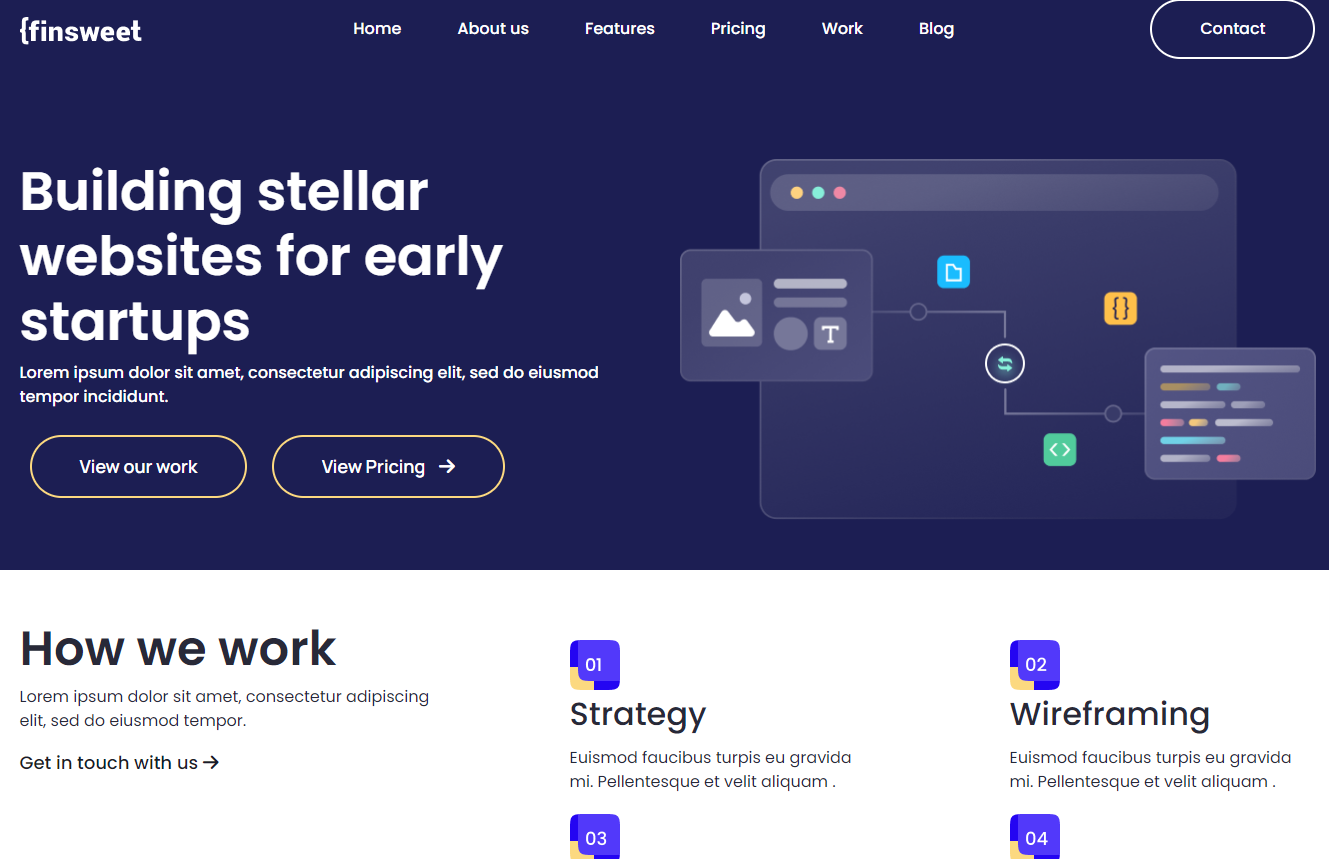 {finsweet
Home
About us
Features
Pricing
Work
Blog
Contact
Building stellar
websites for early
startups
Lorem ipsum dolor sit amet, consectetur adipiscing elit, sed do eiusmod
tempor incididunt.
View our work
View Pricing →
{}
T
<>
How we work
Lorem ipsum dolor sit amet, consectetur adipiscing
elit, sed do eiusmod tempor.
Get in touch with us →
01
Strategy
Euismod faucibus turpis eu gravida
mi. Pellentesque et velit aliquam .
02
Wireframing
Euismod faucibus turpis eu gravida
mi. Pellentesque et velit aliquam .
03
04